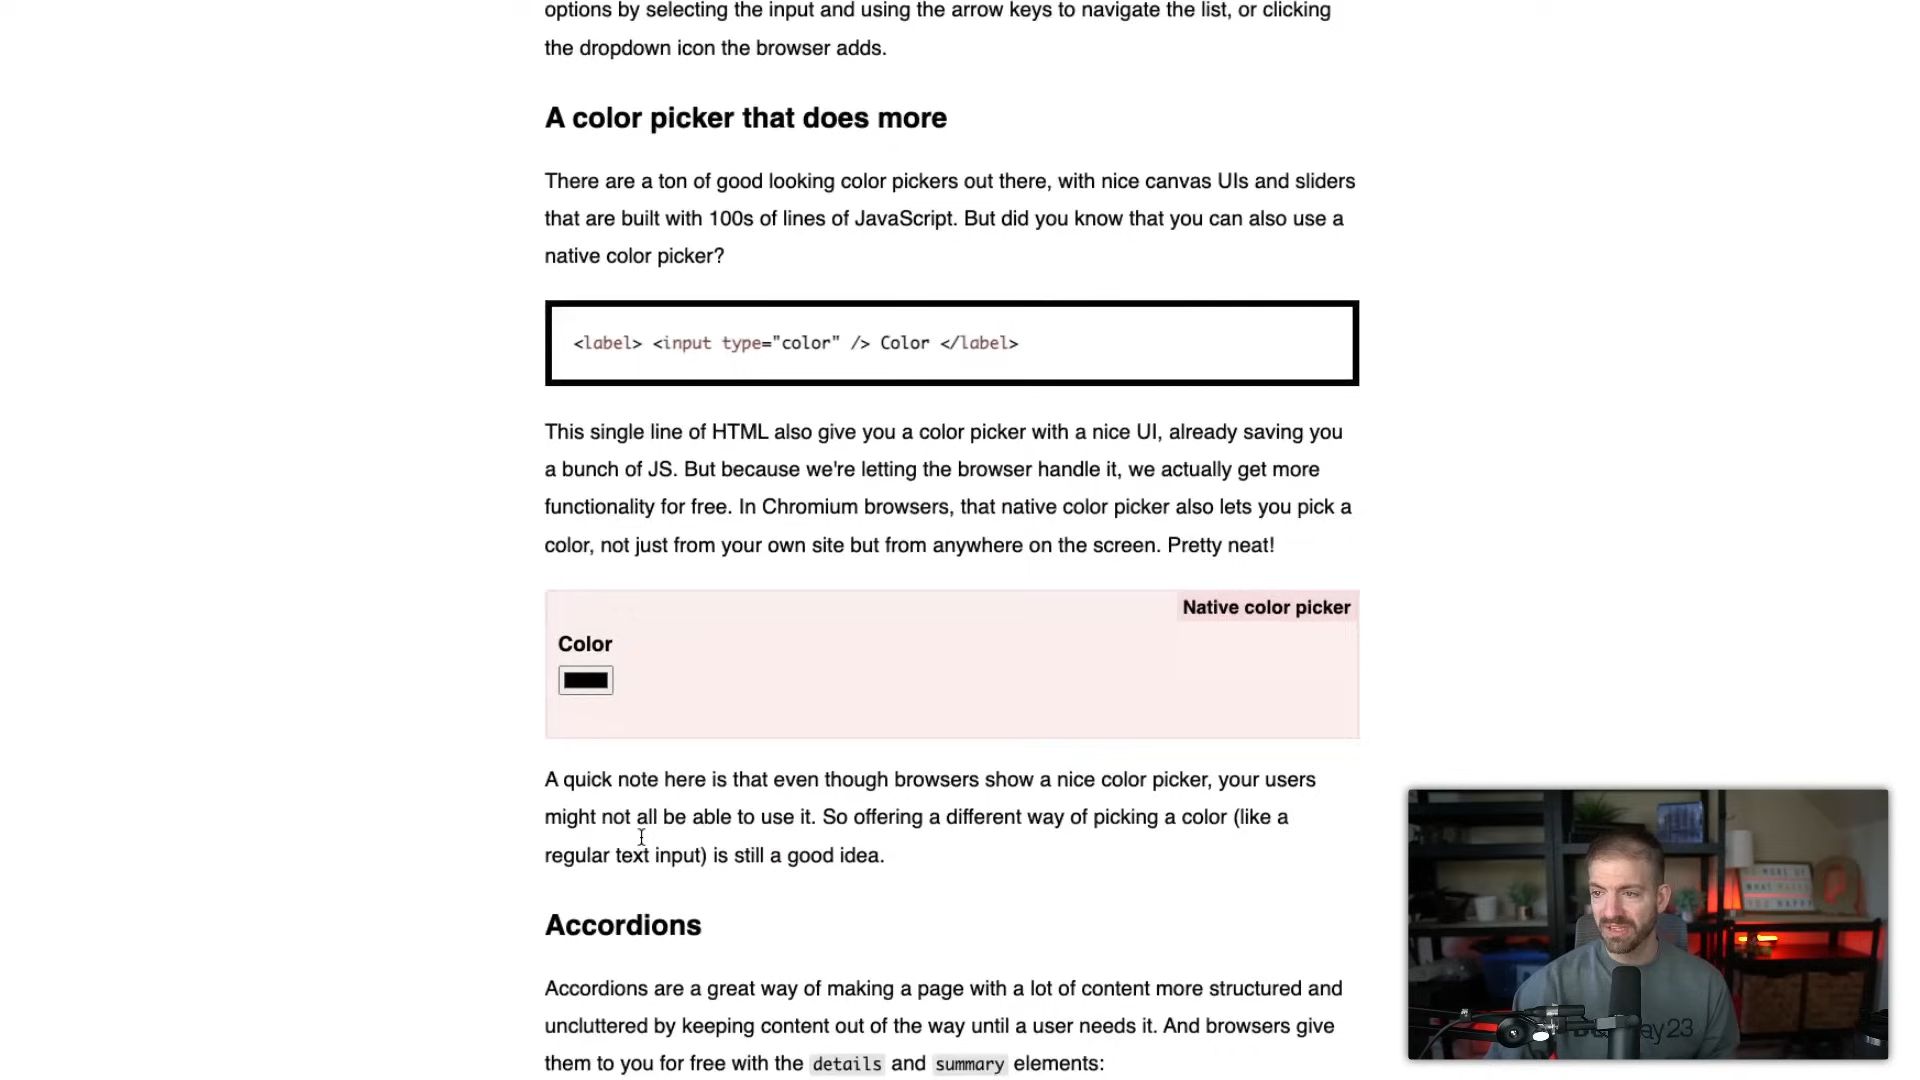 options by selecting the input and using the arrow keys to navigate the list, or clicking
the dropdown icon the browser adds.
A color picker that does more
There are a ton of good looking color pickers out there, with nice canvas UIs and sliders
that are built with 100s of lines of JavaScript. But did you know that you can also use a
native color picker?
<label> <input type="color" /> Color </label>
This single line of HTML also give you a color picker with a nice UI, already saving you
a bunch of JS. But because we're letting the browser handle it, we actually get more
functionality for free. In Chromium browsers, that native color picker also lets you pick a
color, not just from your own site but from anywhere on the screen. Pretty neat!
Native color picker
Color
A quick note here is that even though browsers show a nice color picker, your users
might not all be able to use it. So offering a different way of picking a color (like a
regular text input) is still a good idea.
Accordions
Accordions are a great way of making a page with a lot of content more structured and
uncluttered by keeping content out of the way until a user needs it. And browsers give
them to you for free with the details and summary elements: